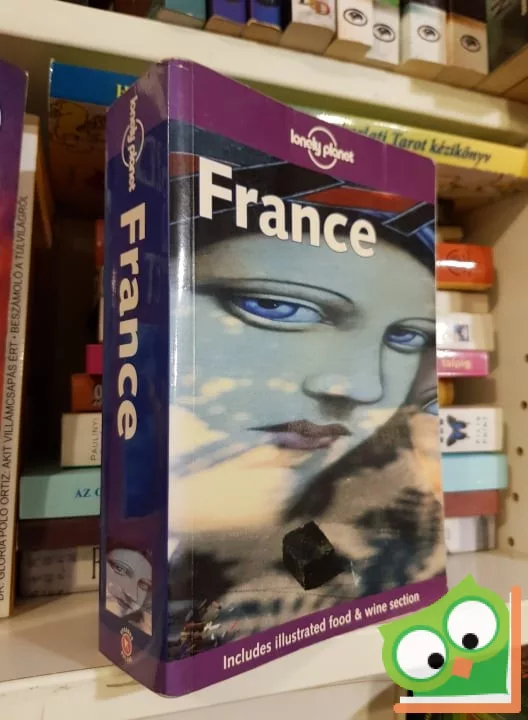 lonely planet
France
Includes illustrated food & wine section
lonely planet
France
Tarot kézikönyv
DR. GLORIA POLO ORTIZ: AKIT VILLÁMCSAPÁS ÉRT • BESZÁMOLÓ A TÚLVILÁGRÓL
AZ